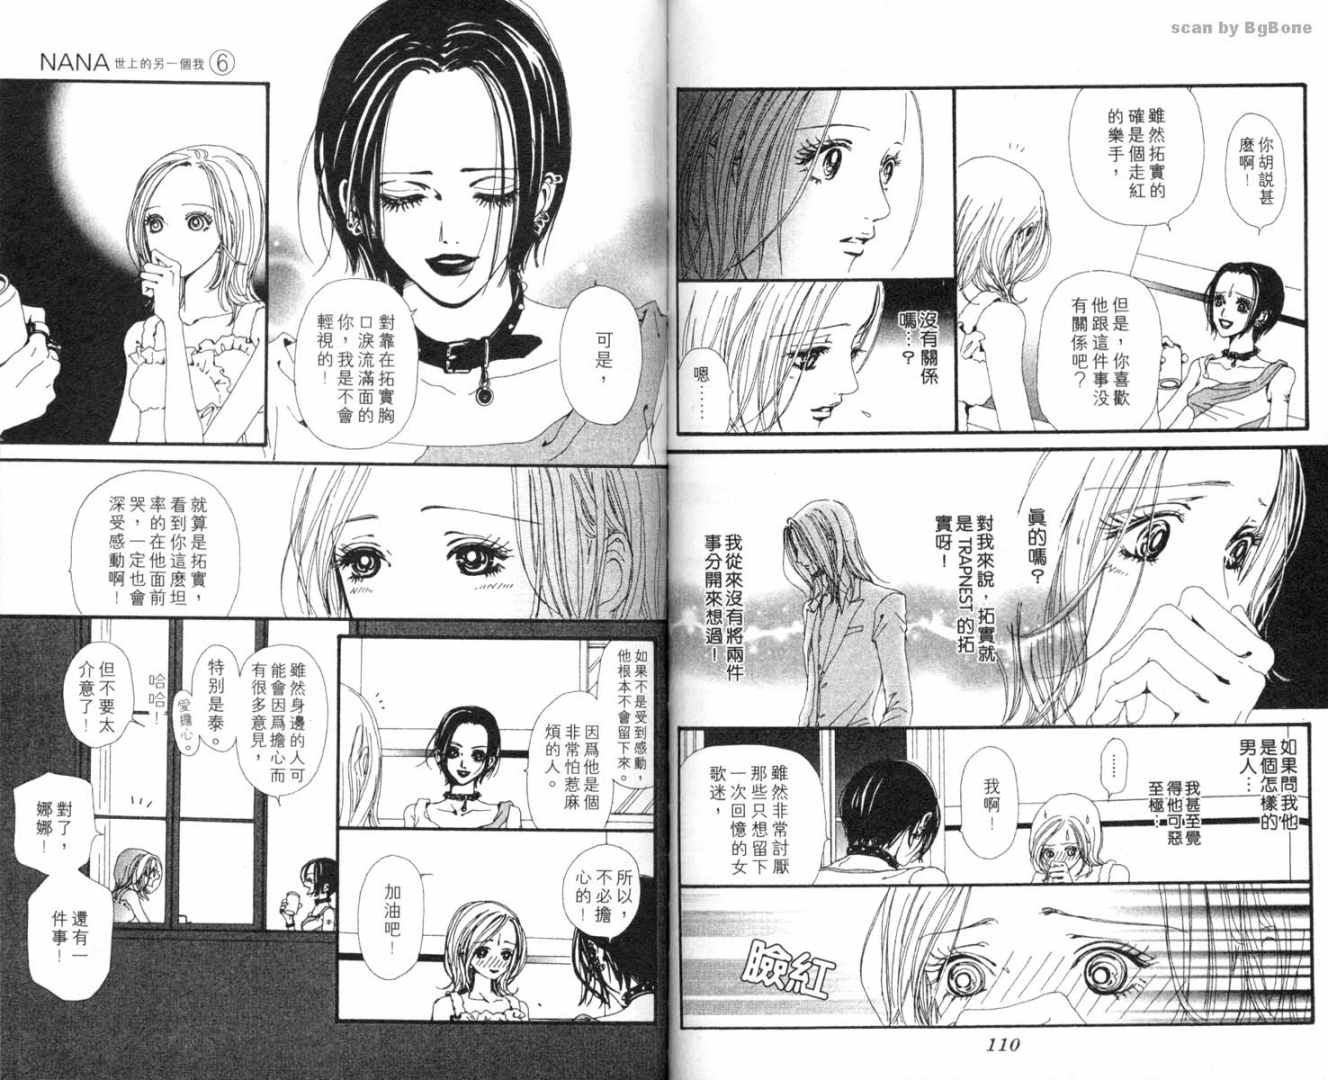 scan by BgBone
你胡說甚
麼啊！
雖然拓實的
確是個走紅
的樂手，
但是，你喜歡
他跟這件事没
有關係吧？
沒有關係
嗎…？
嗯……
真的嗎？
對我來說，拓實就
是TRAPNEST的拓
實呀！
我從來沒有將兩件
事分開來想過！
如果問我他
是個怎樣的
男人…
我甚至覺
得他可惡
至極…
……
我啊！
雖然非常討厭
那些只想留下
一次回憶的女
歌迷，
臉紅
110
NANA 世上的另一個我 ⑥
可是，
對靠在拓實胸
口淚流滿面的
你，我是不會
輕視的！
就算是拓實，
看到你這麼坦
率的在他面前
哭，一定也會
深受感動啊！
如果不是受到感動，
他根本不會留下來。
因爲他是個
非常怕惹麻
煩的人。
所以，
不必擔
心的！
加油吧！
雖然身邊的人可
能會因爲擔心而
有很多意見，
特別是泰。
愛擔心。
哈哈！
但不要太
介意了！
對了，
娜娜！
還有一
件事！